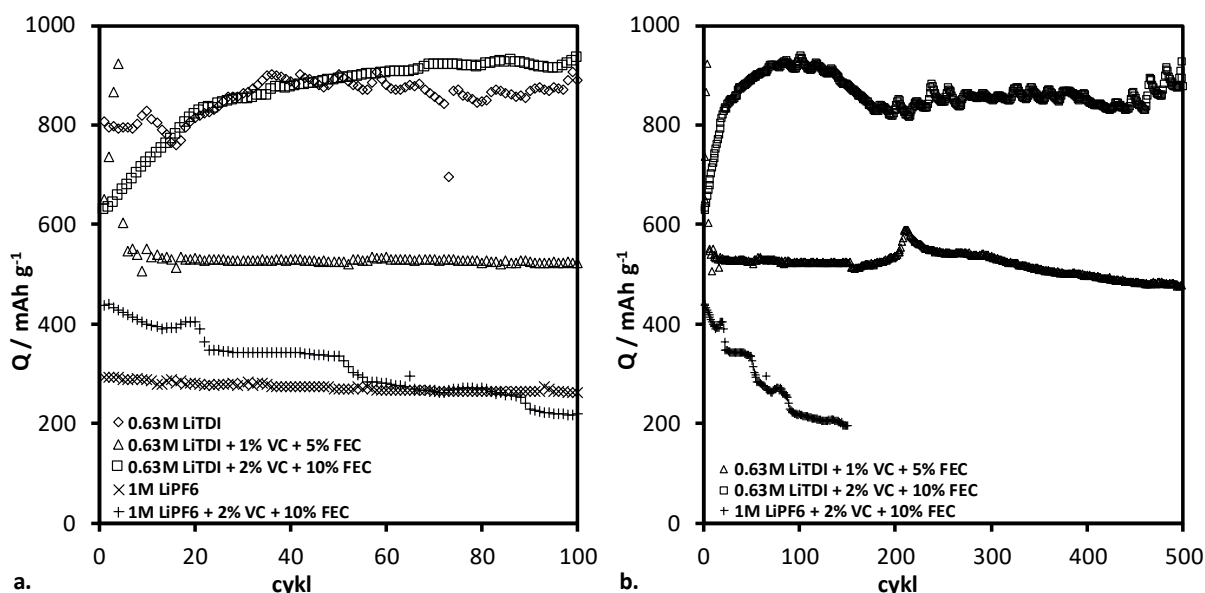 1000
800
600
400
200
0
Q / mAh g-1
0.63M LiTDI
0.63M LiTDI + 1% VC + 5% FEC
0.63M LiTDI + 2% VC + 10% FEC
1M LiPF6
1M LiPF6 + 2% VC + 10% FEC
0 20 40 60 80 100
a. cykl
1000
800
600
400
200
0
Q / mAh g-1
0.63M LiTDI + 1% VC + 5% FEC
0.63M LiTDI + 2% VC + 10% FEC
1M LiPF6 + 2% VC + 10% FEC
0 100 200 300 400 500
b. cykl